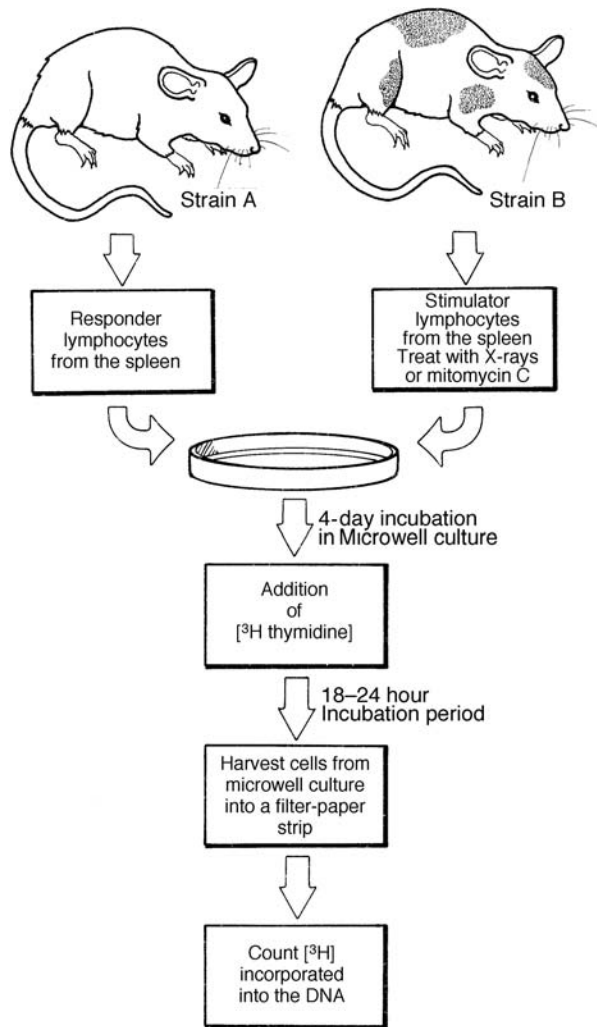 Strain A
Strain B
Responder
lymphocytes
from the spleen
Stimulator
lymphocytes
from the spleen
Treat with X-rays
or mitomycin C
4-day incubation
in Microwell culture
Addition
of
[³H thymidine]
18–24 hour
Incubation period
Harvest cells from
microwell culture
into a filter-paper
strip
Count [³H]
incorporated
into the DNA